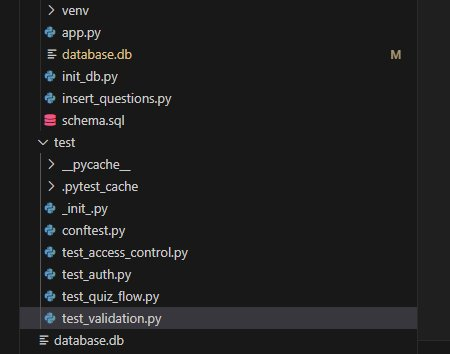 venv
app.py
database.db M
init_db.py
insert_questions.py
schema.sql
test
__pycache__
.pytest_cache
_init_.py
conftest.py
test_access_control.py
test_auth.py
test_quiz_flow.py
test_validation.py
database.db